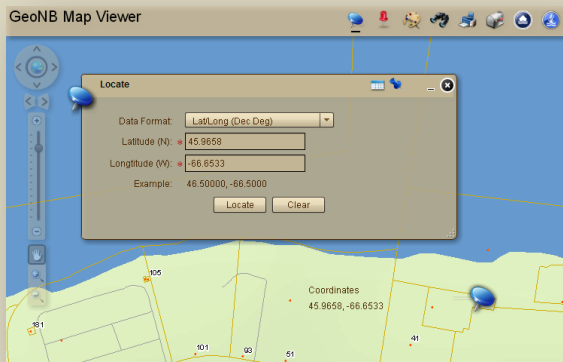 GeoNB Map Viewer
Locate
Data Format: Lat/Long (Dec Deg)
Latitude (N): * 45.9658
Longtitude (W): * -66.6533
Example: 46.50000, -66.5000
Locate Clear
105
Coordinates
45.9658, -66.6533
181
101
93
51
41